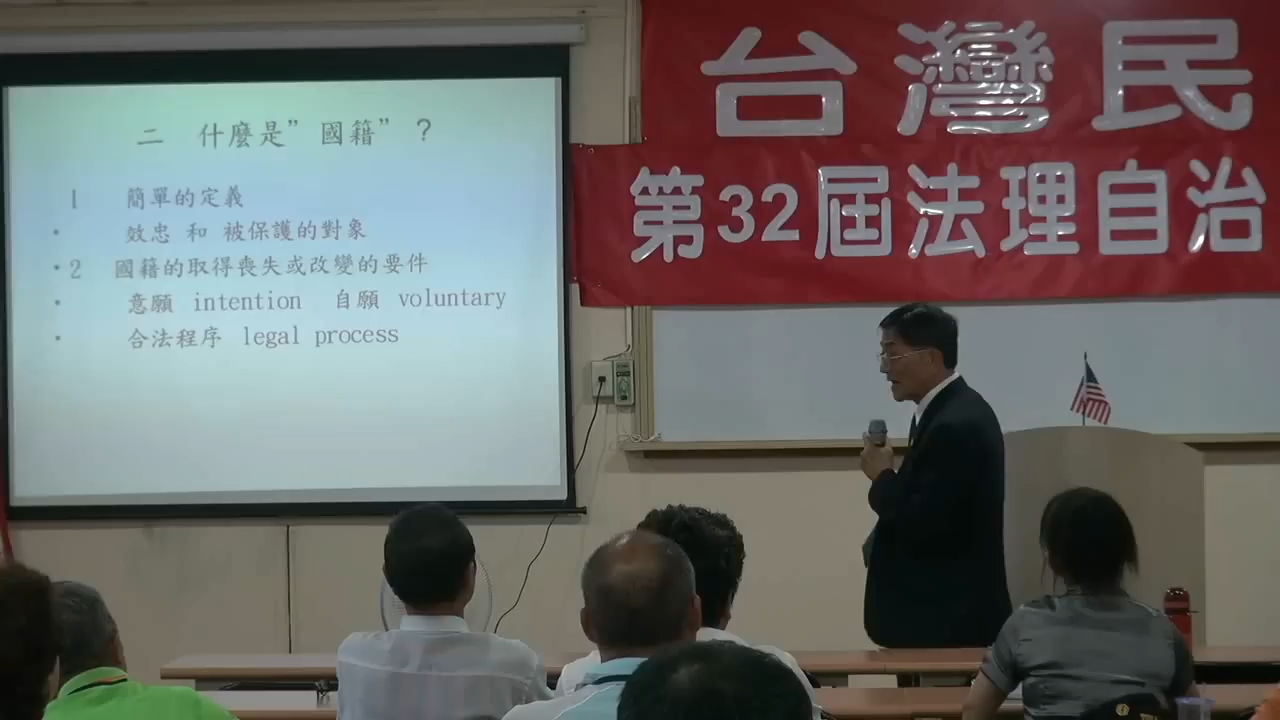 二 什麼是”國籍”？
1 簡單的定義
• 效忠 和 被保護的對象
•2 國籍的取得喪失或改變的要件
• 意願 intention 自願 voluntary
• 合法程序 legal process
台灣民
第32屆法理自治